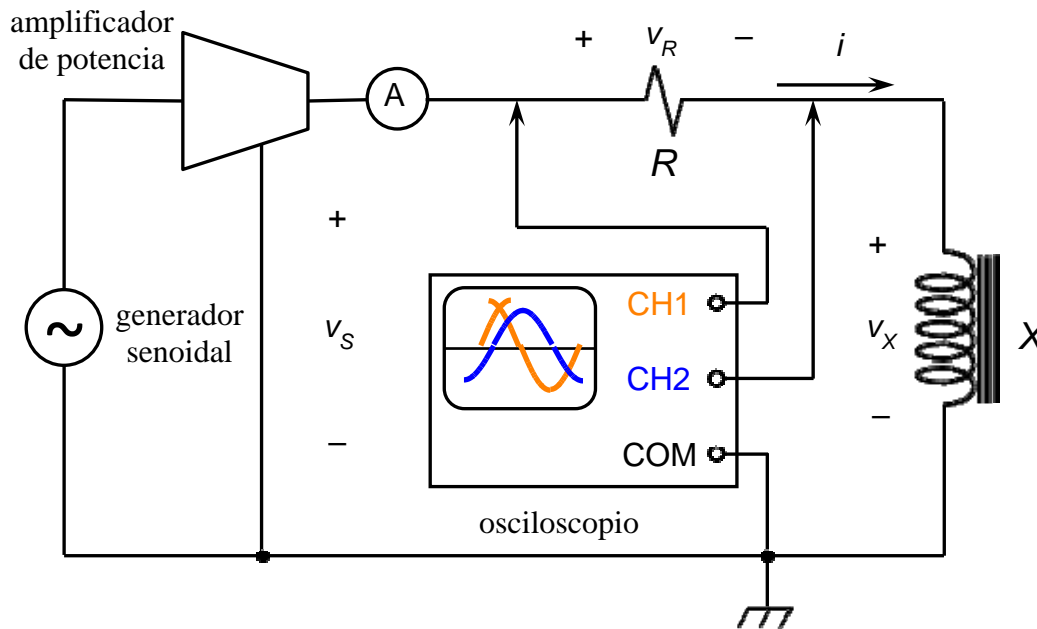 amplificador
de potencia
+ v_R –
i
A
R
+
v_S
–
generador
senoidal
~
CH1
CH2
COM
osciloscopio
+
v_X
–
X